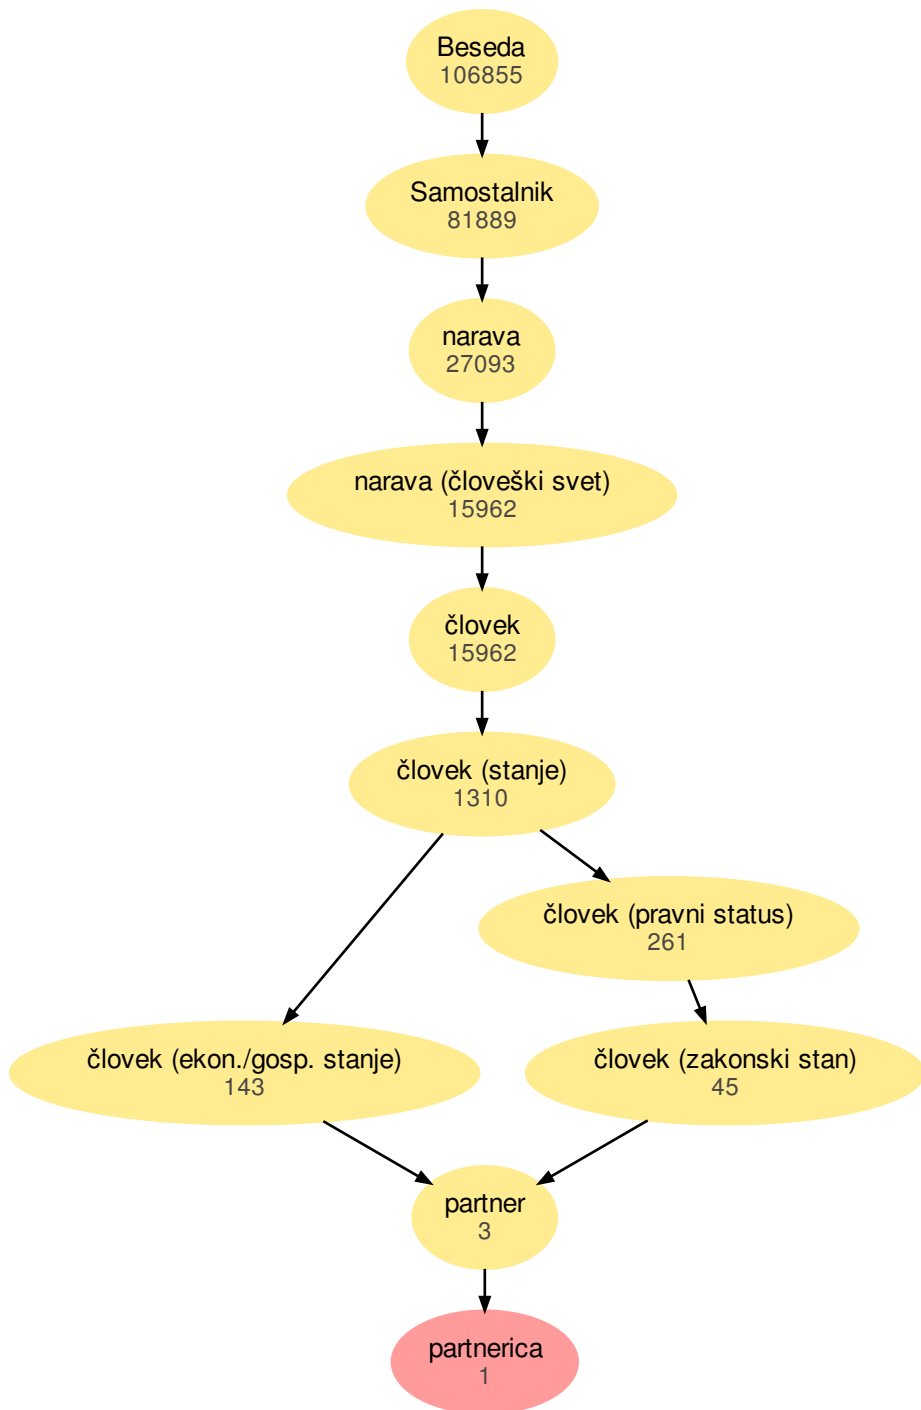 Beseda
106855
Samostalnik
81889
narava
27093
narava (človeški svet)
15962
človek
15962
človek (stanje)
1310
človek (pravni status)
261
človek (ekon./gosp. stanje)
143
človek (zakonski stan)
45
partner
3
partnerica
1